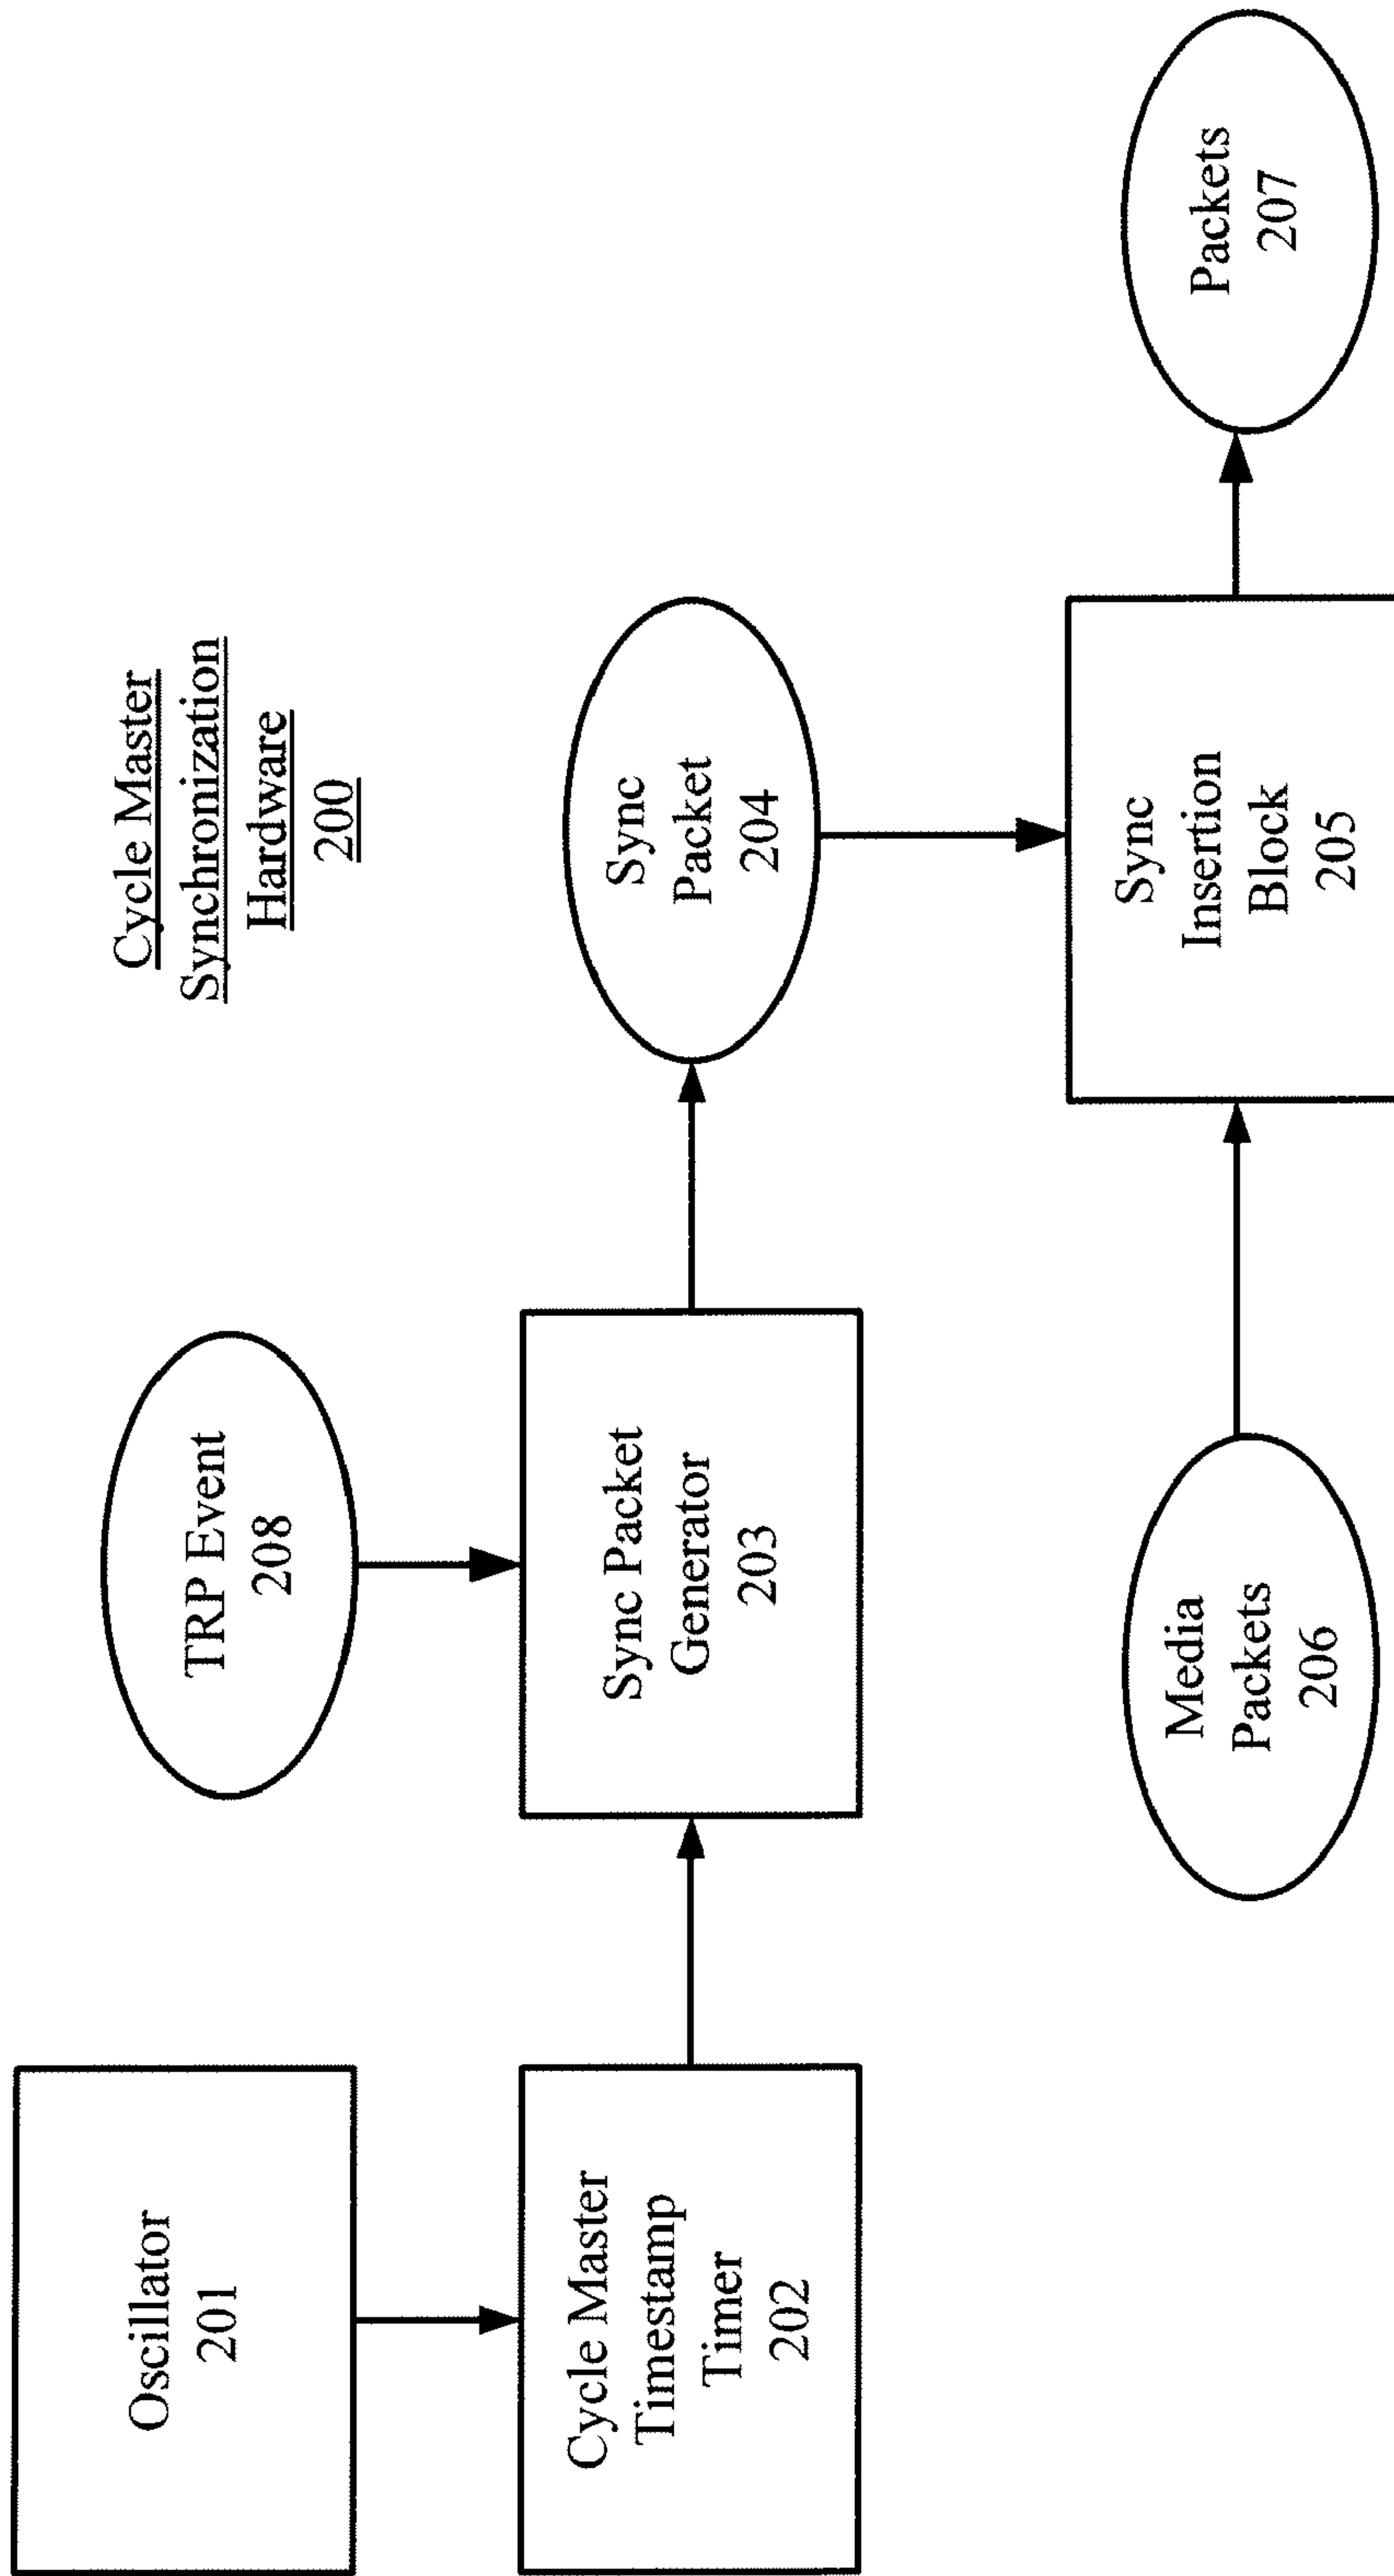 Cycle Master
Synchronization
Hardware
200
Oscillator
201
TRP Event
208
Cycle Master
Timestamp
Timer
202
Sync Packet
Generator
203
Sync
Packet
204
Media
Packets
206
Sync
Insertion
Block
205
Packets
207